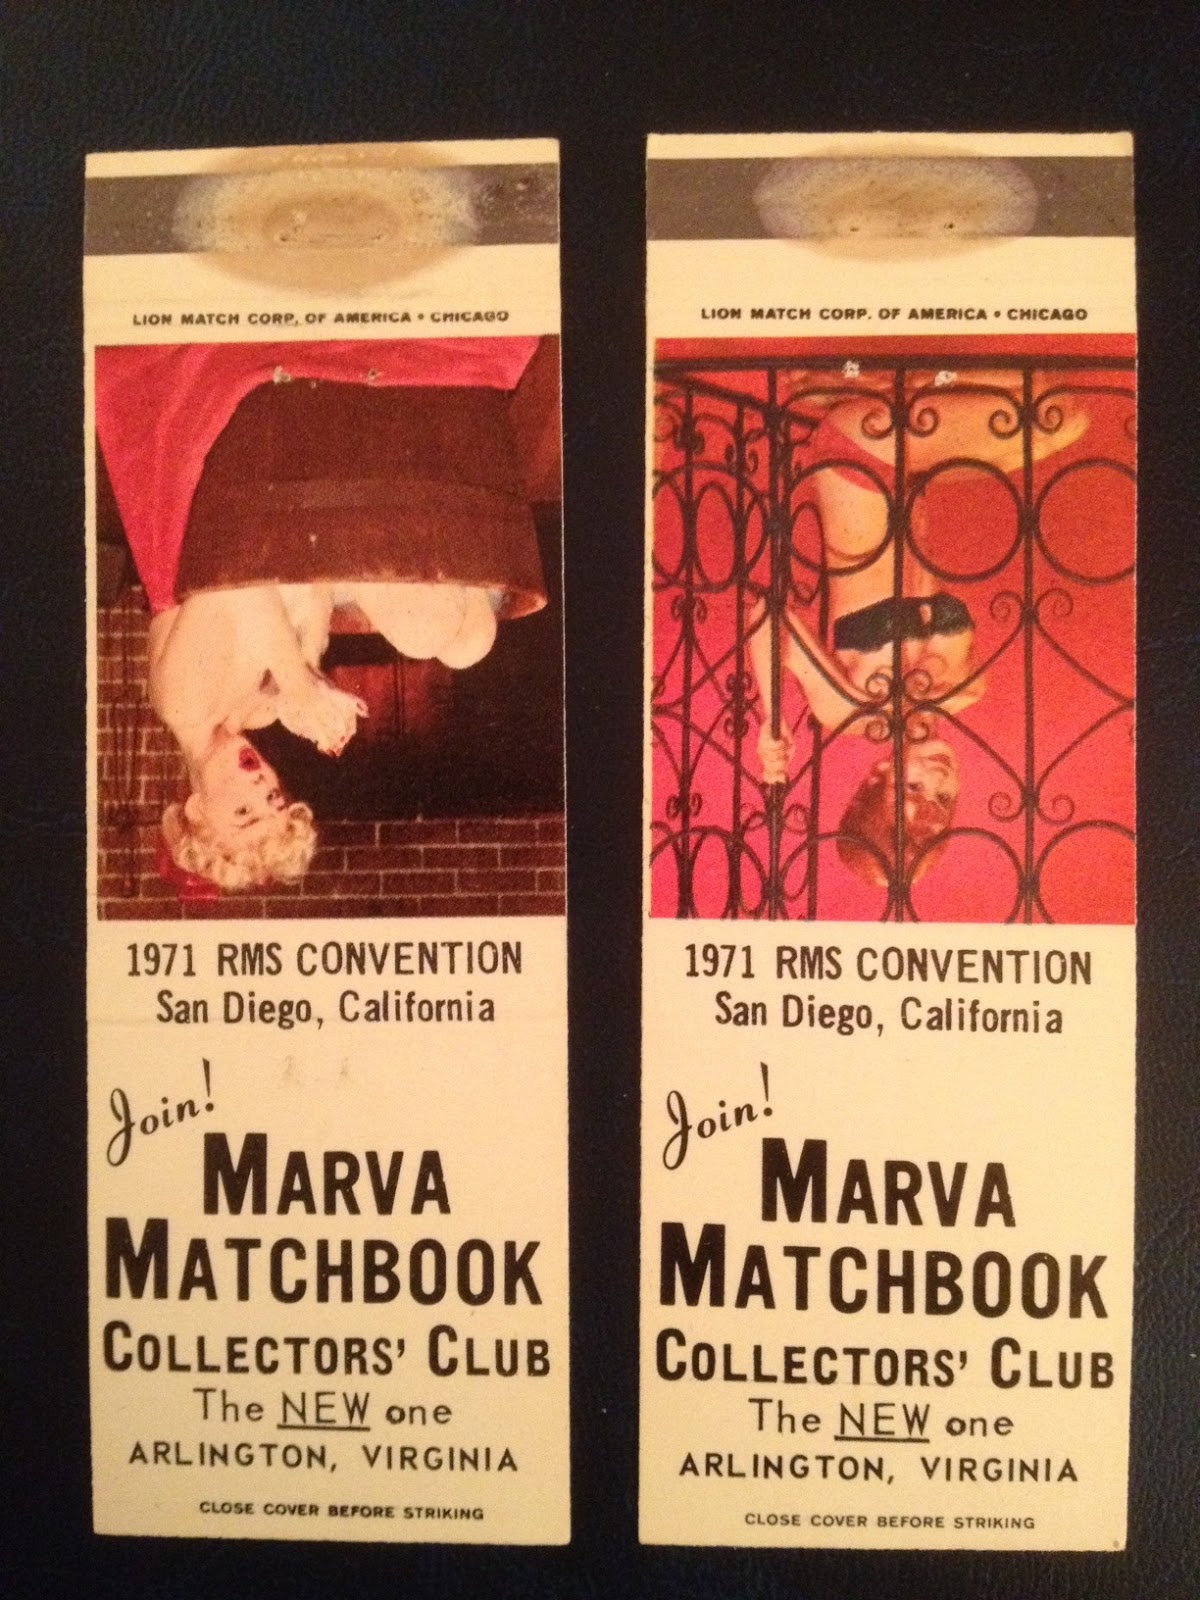 LION MATCH CORP. OF AMERICA • CHICAGO
1971 RMS CONVENTION
San Diego, California
Join!
MARVA
MATCHBOOK
COLLECTORS' CLUB
The NEW one
ARLINGTON, VIRGINIA
CLOSE COVER BEFORE STRIKING
LION MATCH CORP. OF AMERICA • CHICAGO
1971 RMS CONVENTION
San Diego, California
Join!
MARVA
MATCHBOOK
COLLECTORS' CLUB
The NEW one
ARLINGTON, VIRGINIA
CLOSE COVER BEFORE STRIKING